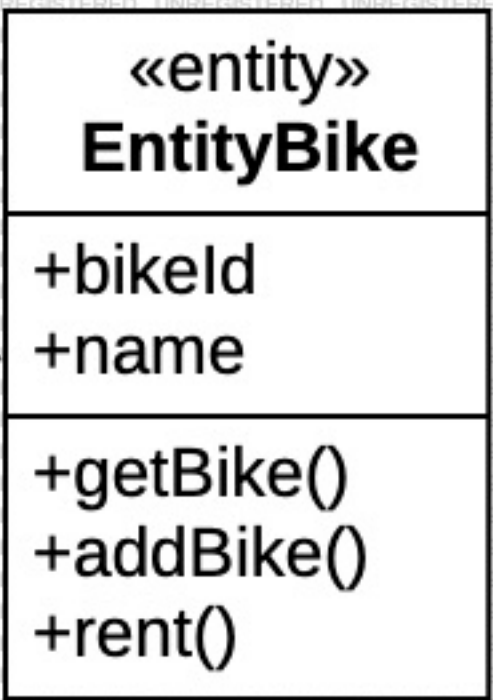 «entity»
EntityBike
+bikeId
+name
+getBike()
+addBike()
+rent()